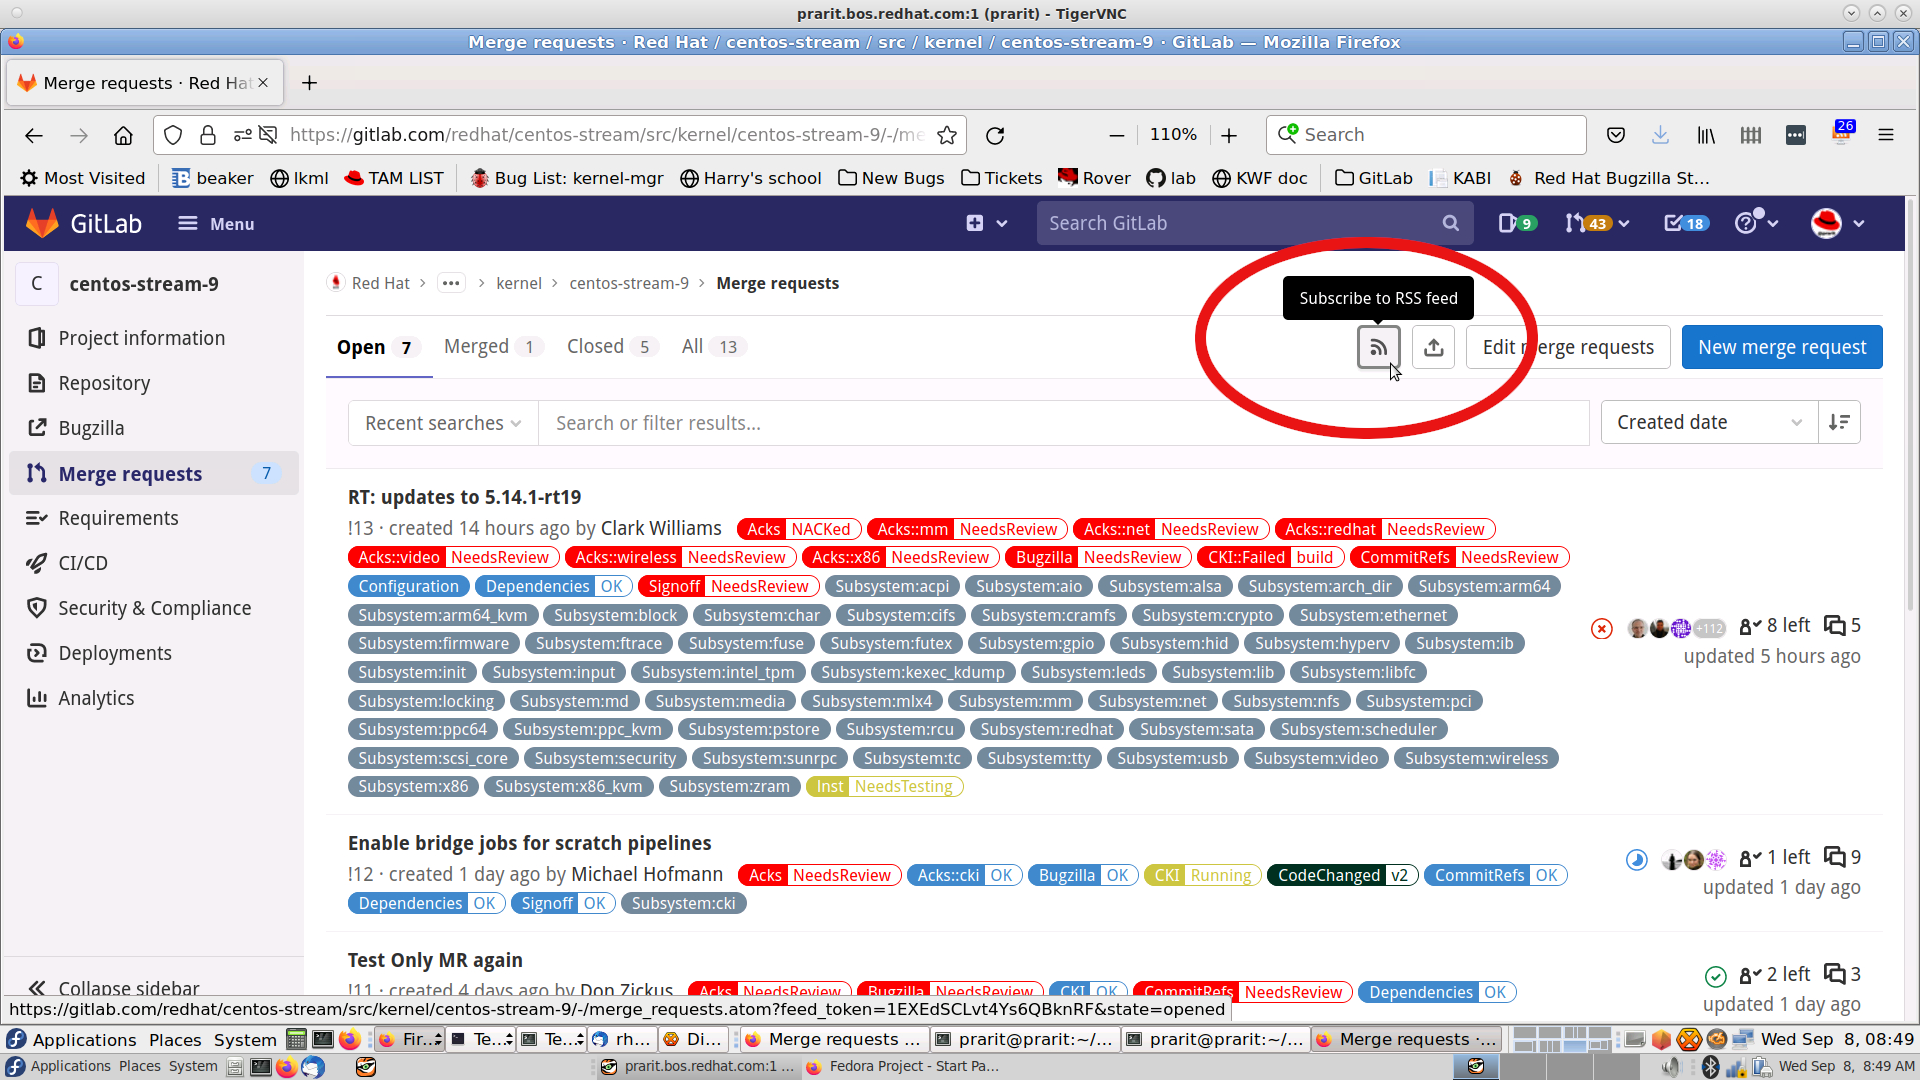 prarit.bos.redhat.com:1 (prarit) - TigerVNC
Merge requests · Red Hat / centos-stream / src / kernel / centos-stream-9 · GitLab — Mozilla Firefox
Merge requests · Red Hat
https://gitlab.com/redhat/centos-stream/src/kernel/centos-stream-9/-/me
110%
Search
26
Most Visited
beaker
lkml
TAM LIST
Bug List: kernel-mgr
Harry's school
New Bugs
Tickets
Rover
lab
KWF doc
GitLab
KABI
Red Hat Bugzilla St...
GitLab
Menu
Search GitLab
9
43
18
C
centos-stream-9
Project information
Repository
Bugzilla
Merge requests 7
Requirements
CI/CD
Security & Compliance
Deployments
Analytics
Collapse sidebar
Red Hat > ... > kernel > centos-stream-9 > Merge requests
Subscribe to RSS feed
Open 7
Merged 1
Closed 5
All 13
Edit merge requests
New merge request
Recent searches
Search or filter results...
Created date
RT: updates to 5.14.1-rt19
!13 · created 14 hours ago by Clark Williams Acks NACKed Acks::mm NeedsReview Acks::net NeedsReview Acks::redhat NeedsReview
Acks::video NeedsReview Acks::wireless NeedsReview Acks::x86 NeedsReview Bugzilla NeedsReview CKI::Failed build CommitRefs NeedsReview
Configuration Dependencies OK Signoff NeedsReview Subsystem:acpi Subsystem:aio Subsystem:alsa Subsystem:arch_dir Subsystem:arm64
Subsystem:arm64_kvm Subsystem:block Subsystem:char Subsystem:cifs Subsystem:cramfs Subsystem:crypto Subsystem:ethernet
Subsystem:firmware Subsystem:ftrace Subsystem:fuse Subsystem:futex Subsystem:gpio Subsystem:hid Subsystem:hyperv Subsystem:ib
Subsystem:init Subsystem:input Subsystem:intel_tpm Subsystem:kexec_kdump Subsystem:leds Subsystem:lib Subsystem:libfc
Subsystem:locking Subsystem:md Subsystem:media Subsystem:mlx4 Subsystem:mm Subsystem:net Subsystem:nfs Subsystem:pci
Subsystem:ppc64 Subsystem:ppc_kvm Subsystem:pstore Subsystem:rcu Subsystem:redhat Subsystem:sata Subsystem:scheduler
Subsystem:scsi_core Subsystem:security Subsystem:sunrpc Subsystem:tc Subsystem:tty Subsystem:usb Subsystem:video Subsystem:wireless
Subsystem:x86 Subsystem:x86_kvm Subsystem:zram Inst NeedsTesting
+112 8 left 5
updated 5 hours ago
Enable bridge jobs for scratch pipelines
!12 · created 1 day ago by Michael Hofmann Acks NeedsReview Acks::cki OK Bugzilla OK CKI Running CodeChanged v2 CommitRefs OK
Dependencies OK Signoff OK Subsystem:cki
1 left 9
updated 1 day ago
Test Only MR again
!11 · created 4 days ago by Don Zickus Acks NeedsReview Bugzilla NeedsReview CKI OK CommitRefs NeedsReview Dependencies OK
2 left 3
updated 1 day ago
https://gitlab.com/redhat/centos-stream/src/kernel/centos-stream-9/-/merge_requests.atom?feed_token=1EXEdSCLvt4Ys6QBknRF&state=opened
Applications Places System Fir... Te... Te... rh... Di... Merge requests ... prarit@prarit:~/... prarit@prarit:~/... Merge requests ·... Wed Sep 8, 08:49
Applications Places System prarit.bos.redhat.com:1 ... Fedora Project - Start Pa... Wed Sep 8, 8:49 AM